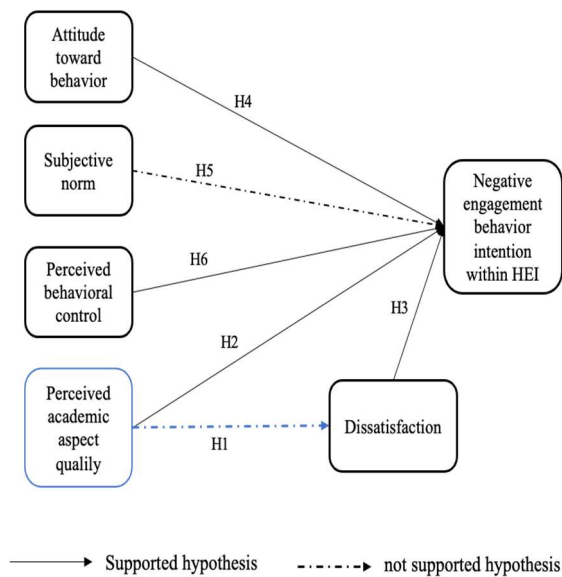 Attitude
toward
behavior
H4
Subjective
norm
H5
Negative
engagement
behavior
intention
within HEI
Perceived
behavioral
control
H6
H3
H2
Perceived
academic
aspect
qualily
H1
Dissatisfaction
Supported hypothesis
not supported hypothesis